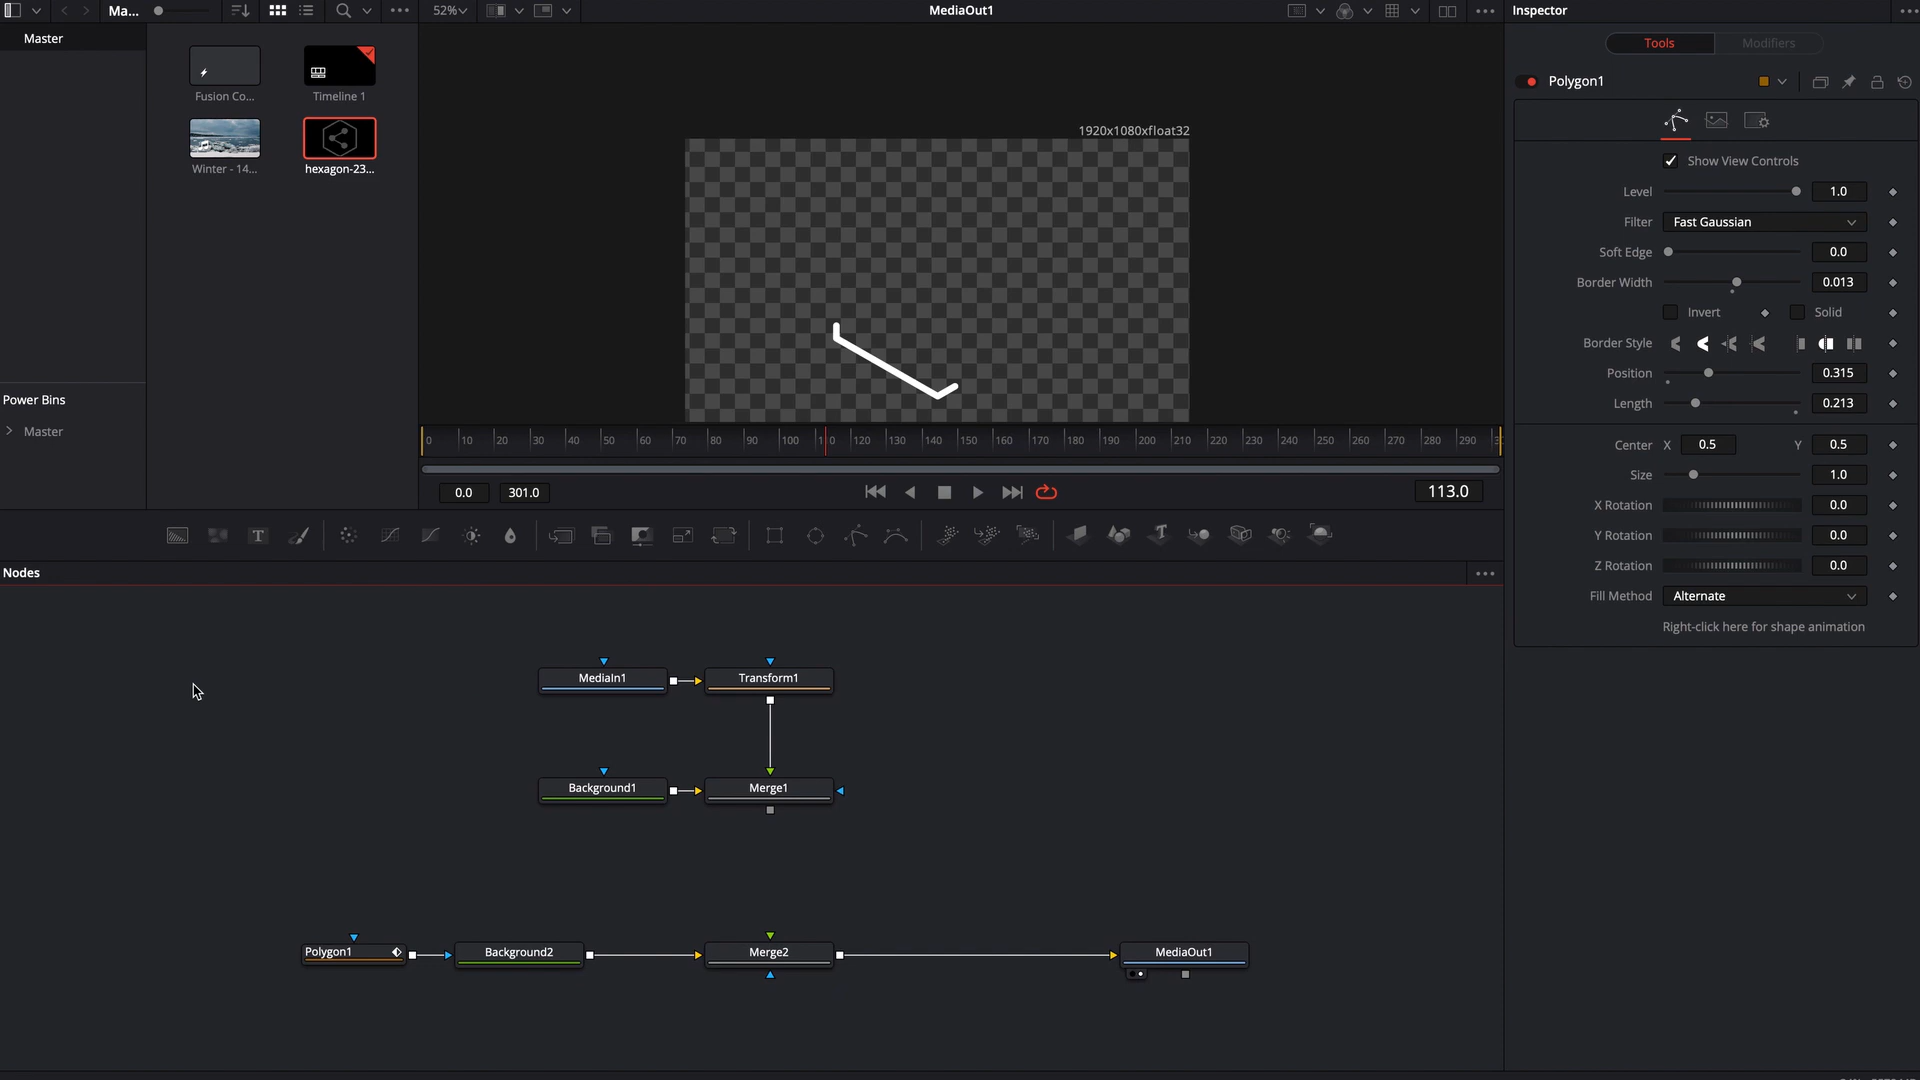 Ma...
52%
MediaOut1
Inspector
Master
Fusion Co...
Timeline 1
Winter - 14...
hexagon-23...
Power Bins
Master
1920x1080xfloat32
0 10 20 30 40 50 60 70 80 90 100 110 120 130 140 150 160 170 180 190 200 210 220 230 240 250 260 270 280 290
0.0 301.0 113.0
Nodes
MediaIn1
Transform1
Background1
Merge1
Polygon1
Background2
Merge2
MediaOut1
Tools
Modifiers
Polygon1
Show View Controls
Level 1.0
Filter Fast Gaussian
Soft Edge 0.0
Border Width 0.013
Invert Solid
Border Style
Position 0.315
Length 0.213
Center X 0.5 Y 0.5
Size 1.0
X Rotation 0.0
Y Rotation 0.0
Z Rotation 0.0
Fill Method Alternate
Right-click here for shape animation